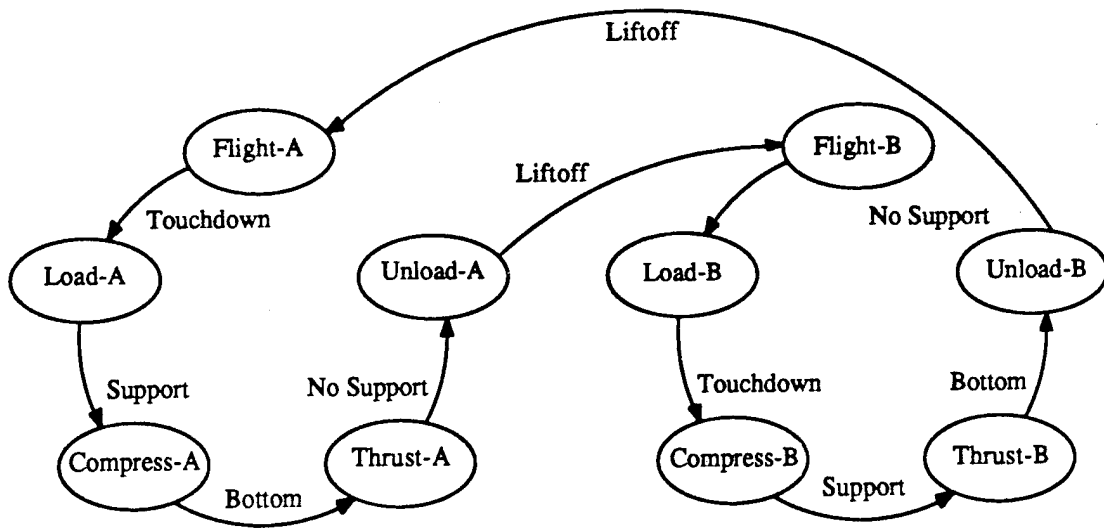 Liftoff
Flight-A
Flight-B
Liftoff
Touchdown
No Support
Load-A
Unload-A
Load-B
Unload-B
Support
No Support
Touchdown
Bottom
Compress-A
Thrust-A
Compress-B
Thrust-B
Bottom
Support